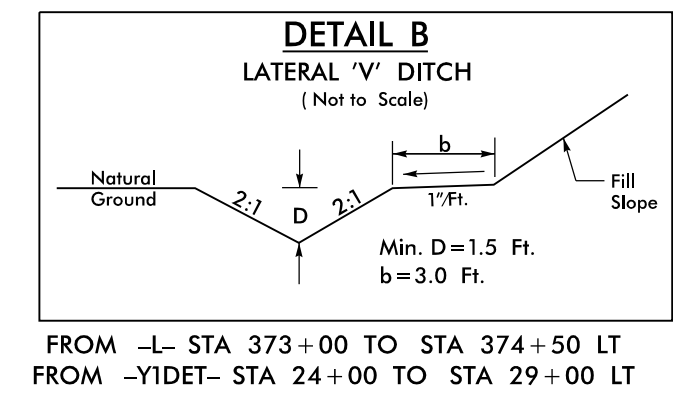 DETAIL B
LATERAL 'V' DITCH
( Not to Scale)
b
Natural
Ground
2:1
D
2:1
1"/Ft.
Fill
Slope
Min. D=1.5 Ft.
b=3.0 Ft.
FROM -L- STA 373+00 TO STA 374+50 LT
FROM -Y1DET- STA 24+00 TO STA 29+00 LT